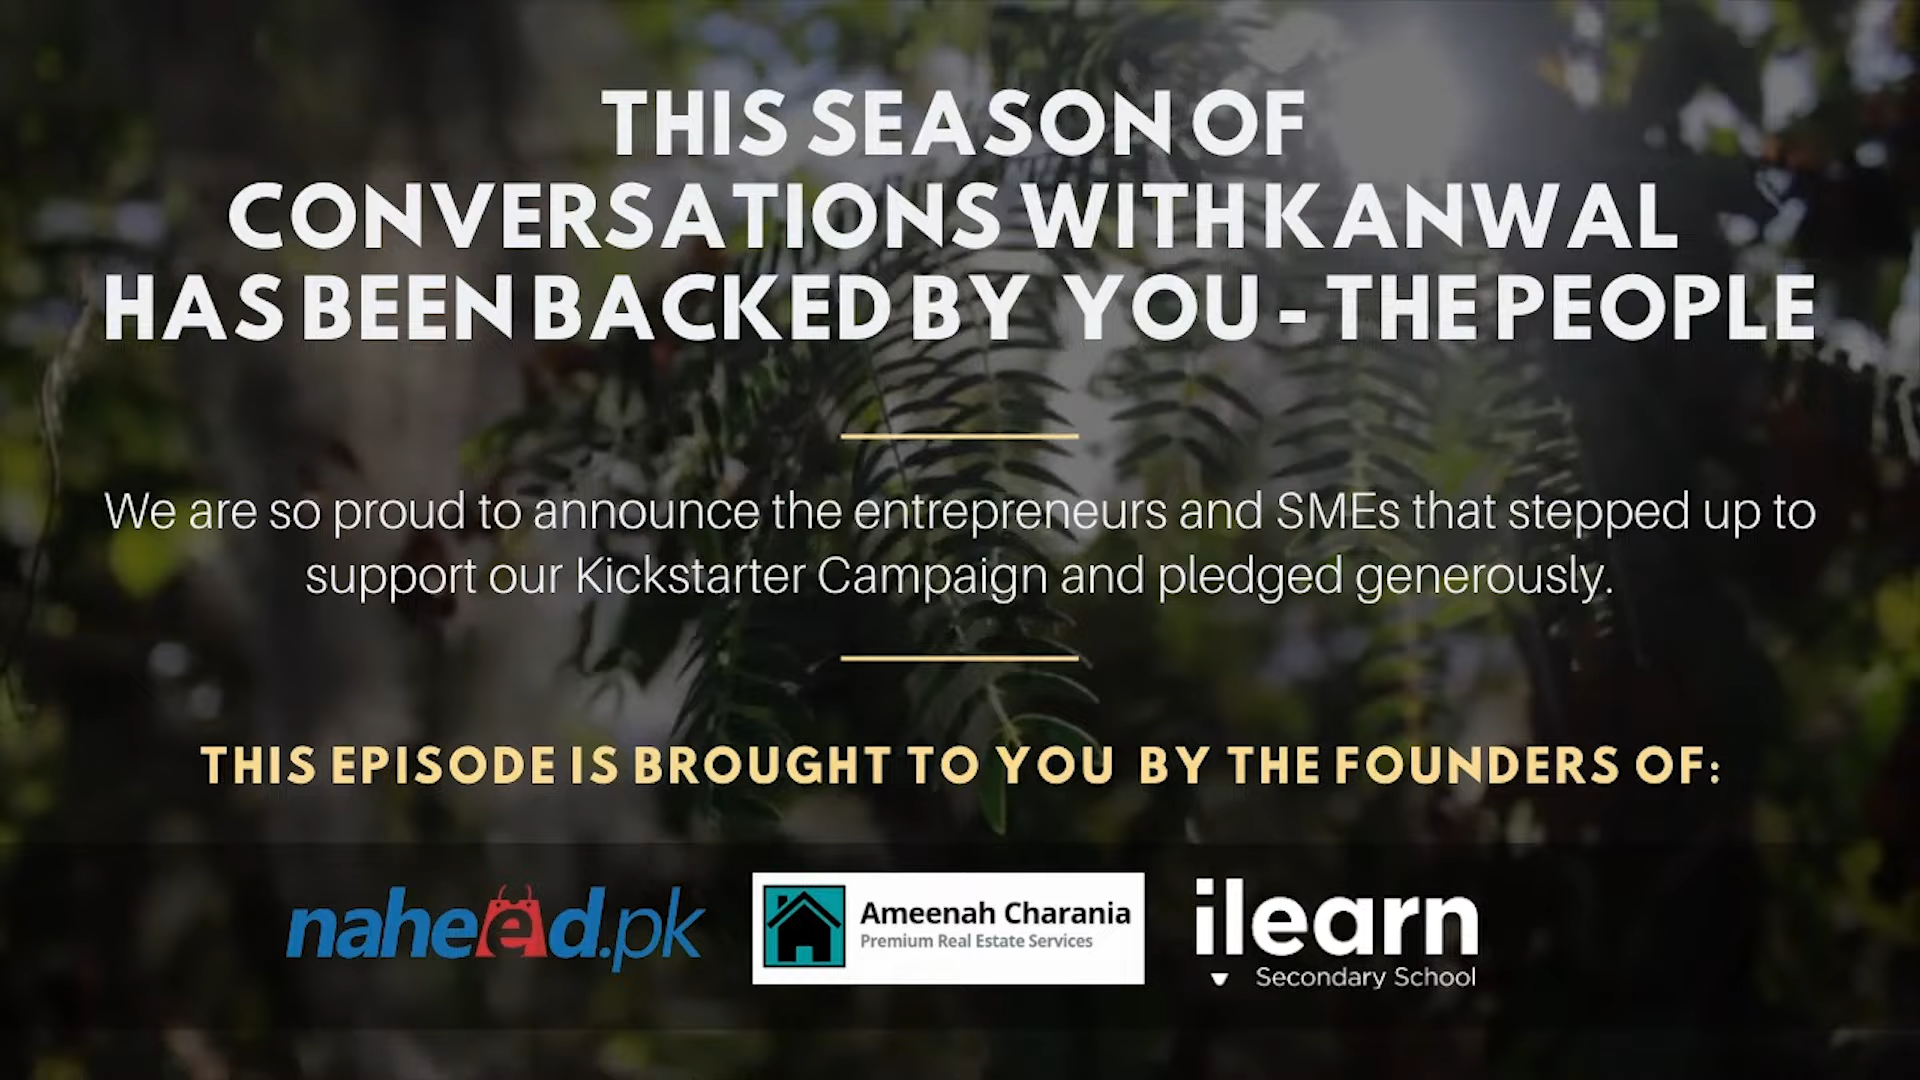 THIS SEASON OF
CONVERSATIONS WITH KANWAL
HAS BEEN BACKED BY YOU - THE PEOPLE
We are so proud to announce the entrepreneurs and SMEs that stepped up to
support our Kickstarter Campaign and pledged generously.
THIS EPISODE IS BROUGHT TO YOU BY THE FOUNDERS OF:
naheed.pk
Ameenah Charania
Premium Real Estate Services
ilearn
Secondary School